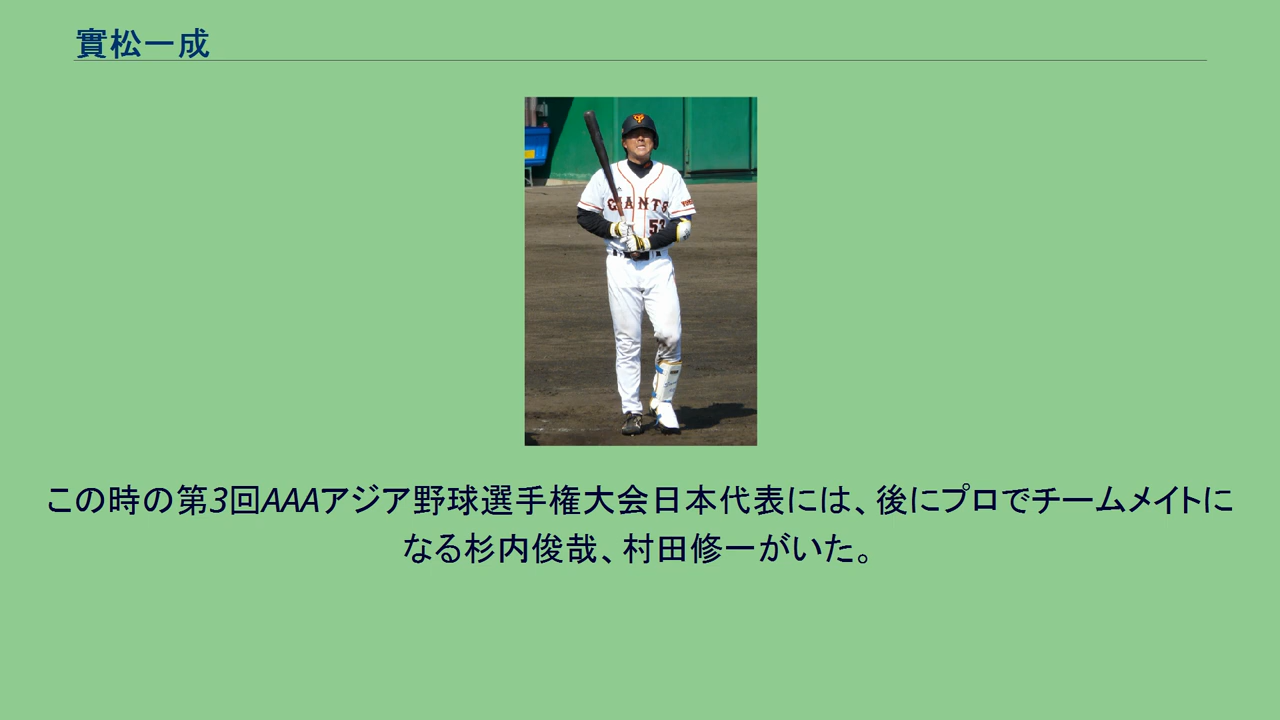 實松一成
GIANTS
53
この時の第3回AAAアジア野球選手権大会日本代表には、後にプロでチームメイトに
なる杉内俊哉、村田修一がいた。